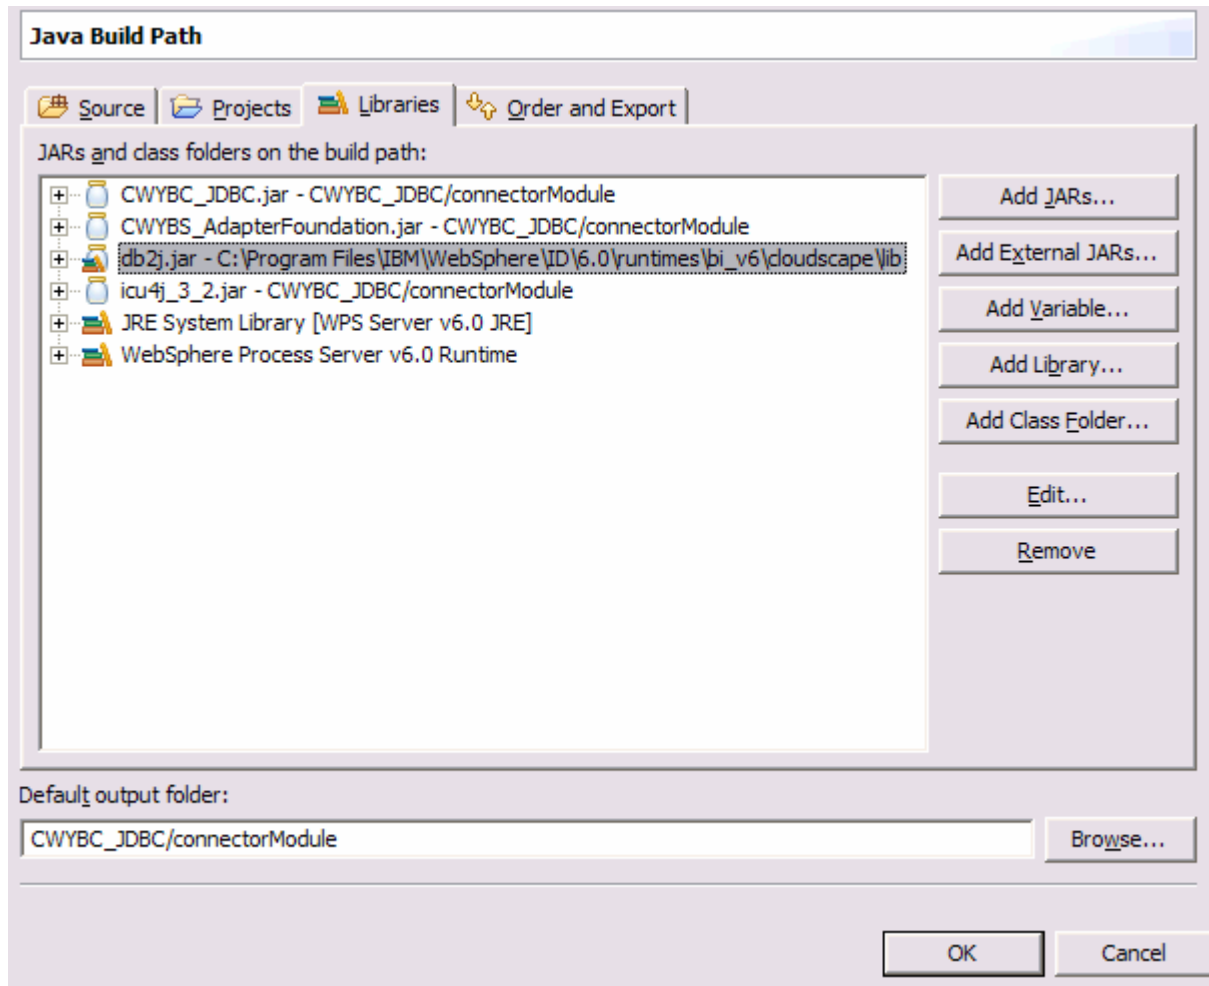 Java Build Path
Source Projects Libraries Order and Export
JARs and class folders on the build path:
CWYBC_JDBC.jar - CWYBC_JDBC/connectorModule
CWYBS_AdapterFoundation.jar - CWYBC_JDBC/connectorModule
db2j.jar - C:\Program Files\IBM\WebSphere\ID\6.0\runtimes\bi_v6\cloudscape\lib
icu4j_3_2.jar - CWYBC_JDBC/connectorModule
JRE System Library [WPS Server v6.0 JRE]
WebSphere Process Server v6.0 Runtime
Add JARs...
Add External JARs...
Add Variable...
Add Library...
Add Class Folder...
Edit...
Remove
Default output folder:
CWYBC_JDBC/connectorModule
Browse...
OK Cancel